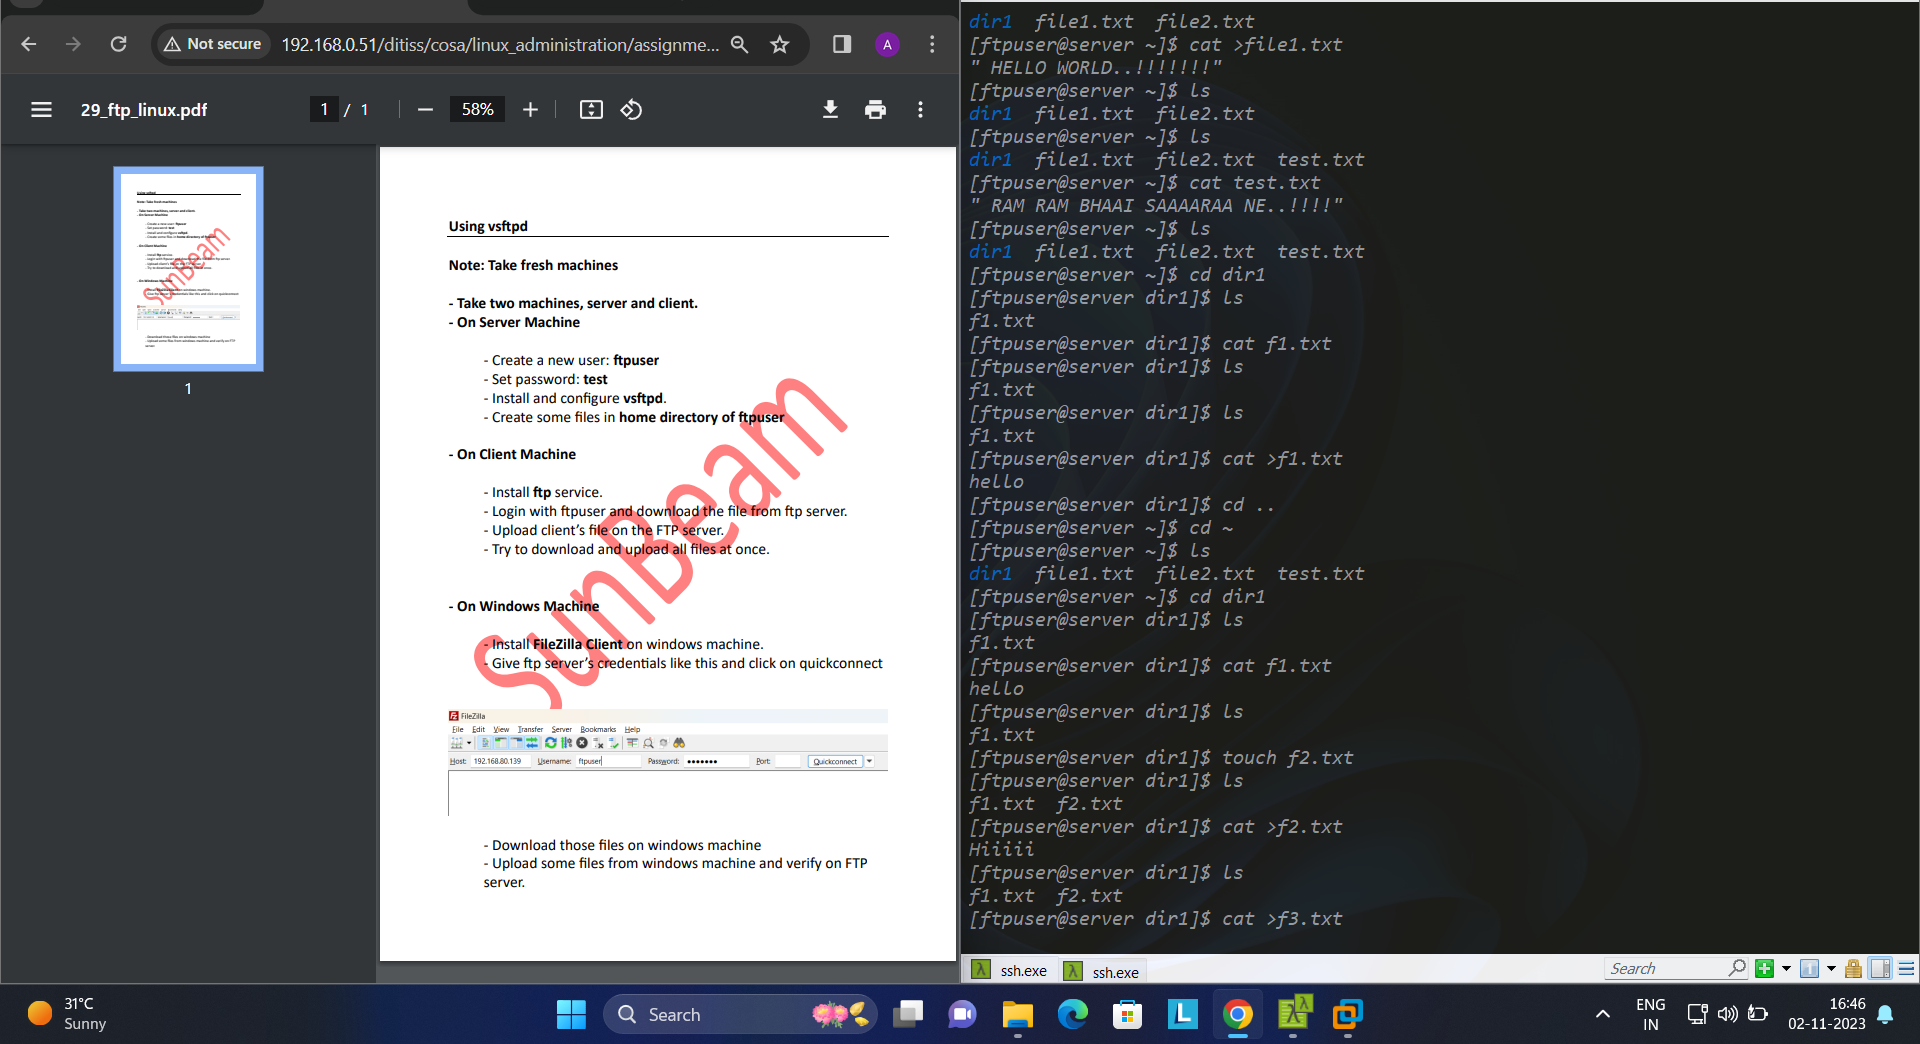 Not secure
192.168.0.51/ditiss/cosa/linux_administration/assignme...
A
29_ftp_linux.pdf
1 / 1
58%
1
Using vsftpd
Note: Take fresh machines
- Take two machines, server and client.
- On Server Machine
- Create a new user: ftpuser
- Set password: test
- Install and configure vsftpd.
- Create some files in home directory of ftpuser
- On Client Machine
- Install ftp service.
- Login with ftpuser and download the file from ftp server.
- Upload client's file on the FTP server.
- Try to download and upload all files at once.
- On Windows Machine
- Install FileZilla Client on windows machine.
- Give ftp server's credentials like this and click on quickconnect
SunBeam
FileZilla
File Edit View Transfer Server Bookmarks Help
Host: 192.168.80.139 Username: ftpuser Password: ●●●●●●● Port: Quickconnect
- Download those files on windows machine
- Upload some files from windows machine and verify on FTP
server.
dir1 file1.txt file2.txt
[ftpuser@server ~]$ cat >file1.txt
" HELLO WORLD..!!!!!!!"
[ftpuser@server ~]$ ls
dir1 file1.txt file2.txt
[ftpuser@server ~]$ ls
dir1 file1.txt file2.txt test.txt
[ftpuser@server ~]$ cat test.txt
" RAM RAM BHAAI SAAAARAA NE..!!!!"
[ftpuser@server ~]$ ls
dir1 file1.txt file2.txt test.txt
[ftpuser@server ~]$ cd dir1
[ftpuser@server dir1]$ ls
f1.txt
[ftpuser@server dir1]$ cat f1.txt
[ftpuser@server dir1]$ ls
f1.txt
[ftpuser@server dir1]$ ls
f1.txt
[ftpuser@server dir1]$ cat >f1.txt
hello
[ftpuser@server dir1]$ cd ..
[ftpuser@server ~]$ cd ~
[ftpuser@server ~]$ ls
dir1 file1.txt file2.txt test.txt
[ftpuser@server ~]$ cd dir1
[ftpuser@server dir1]$ ls
f1.txt
[ftpuser@server dir1]$ cat f1.txt
hello
[ftpuser@server dir1]$ ls
f1.txt
[ftpuser@server dir1]$ touch f2.txt
[ftpuser@server dir1]$ ls
f1.txt f2.txt
[ftpuser@server dir1]$ cat >f2.txt
Hiiiii
[ftpuser@server dir1]$ ls
f1.txt f2.txt
[ftpuser@server dir1]$ cat >f3.txt
ssh.exe
ssh.exe
Search
31°C
Sunny
Search
ENG
IN
16:46
02-11-2023